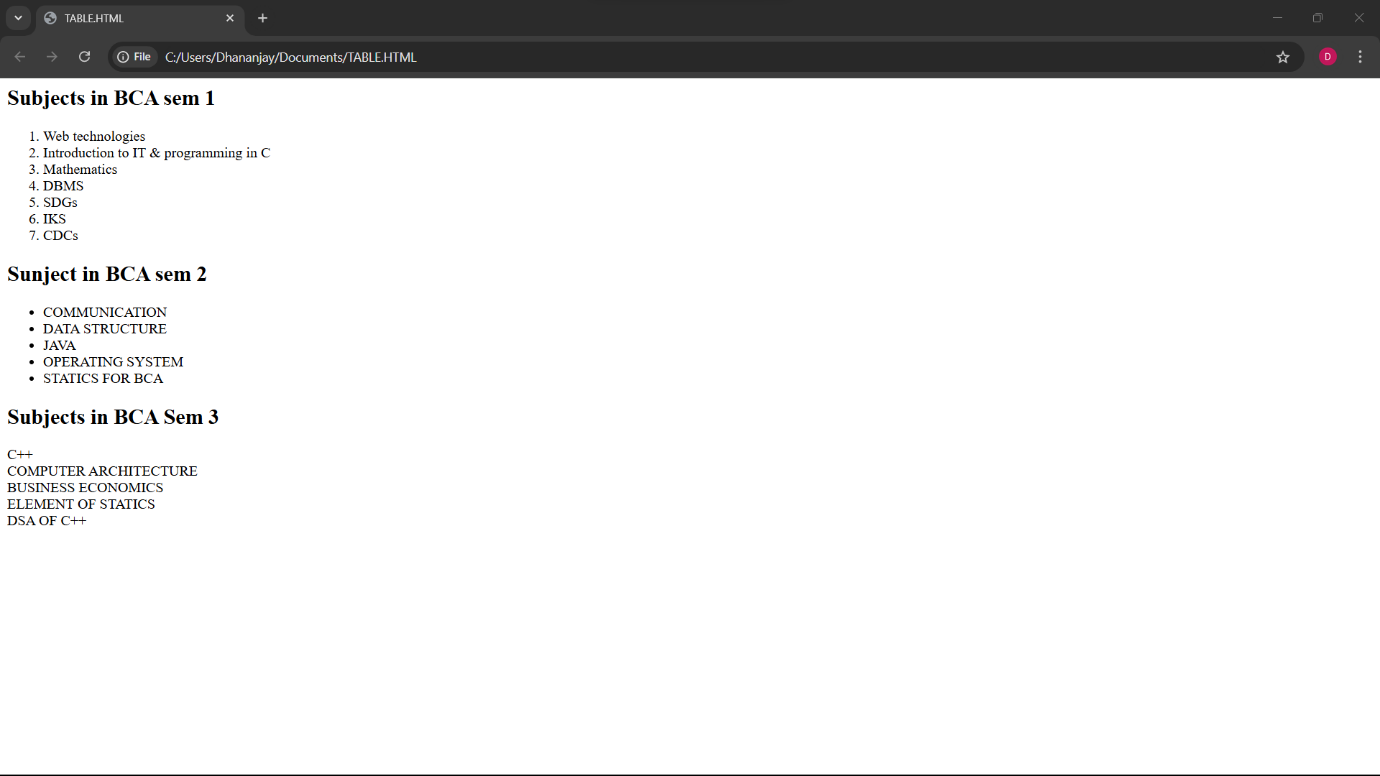 TABLE.HTML
File C:/Users/Dhananjay/Documents/TABLE.HTML
D
Subjects in BCA sem 1
1. Web technologies
2. Introduction to IT & programming in C
3. Mathematics
4. DBMS
5. SDGs
6. IKS
7. CDCs
Sunject in BCA sem 2
• COMMUNICATION
• DATA STRUCTURE
• JAVA
• OPERATING SYSTEM
• STATICS FOR BCA
Subjects in BCA Sem 3
C++
COMPUTER ARCHITECTURE
BUSINESS ECONOMICS
ELEMENT OF STATICS
DSA OF C++